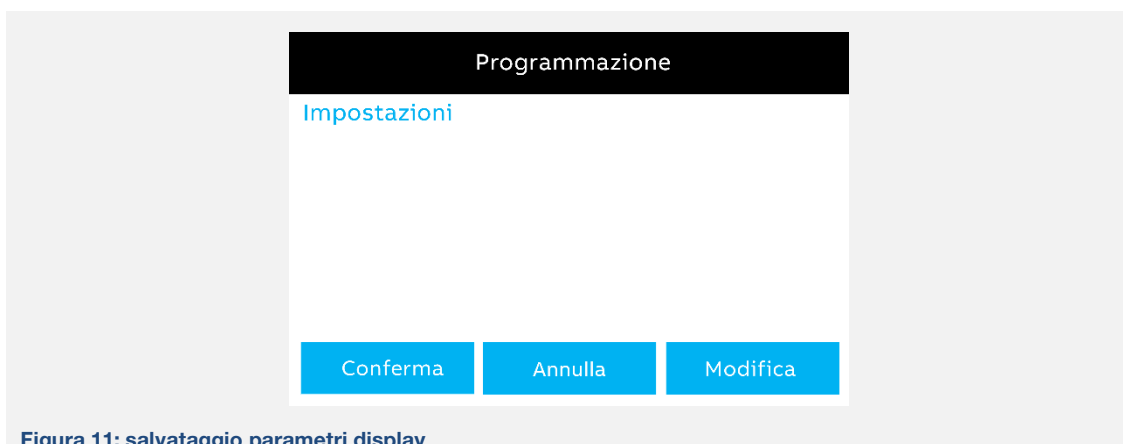 Programmazione
Impostazioni
Conferma Annulla Modifica
Figura 11: salvataggio parametri display